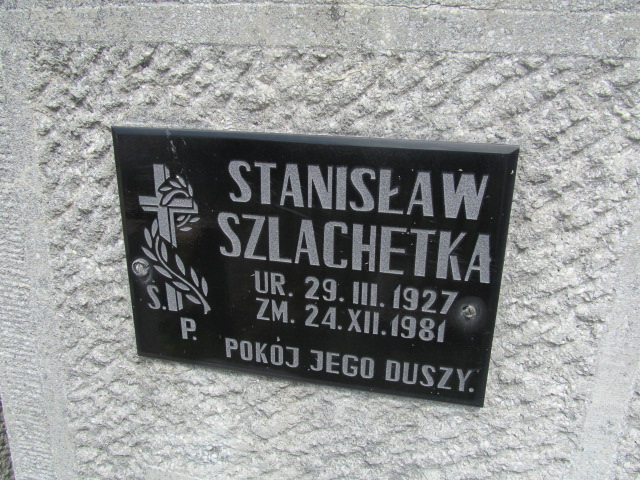 STANISŁAW
SZLACHETKA
UR. 29.III.1927
ZM. 24.XII.1981
Ś.
P.
POKÓJ JEGO DUSZY.